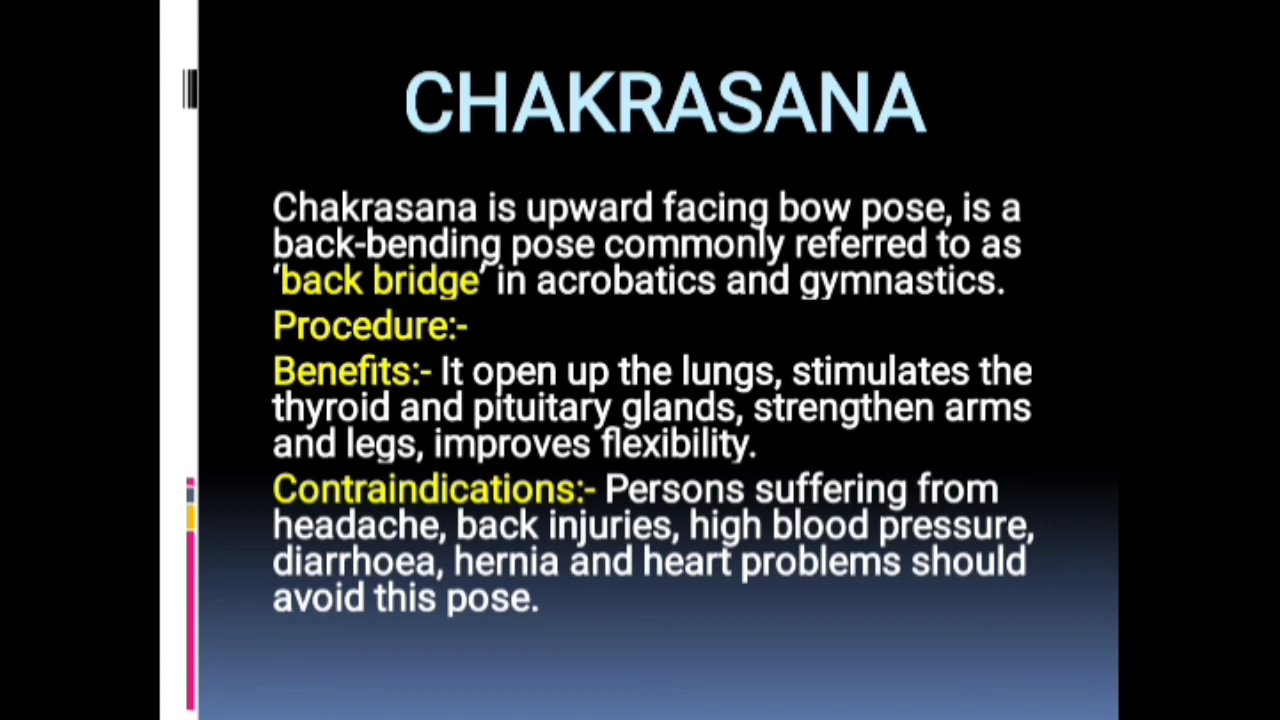 CHAKRASANA
Chakrasana is upward facing bow pose, is a
back-bending pose commonly referred to as
‘back bridge’ in acrobatics and gymnastics.
Procedure:-
Benefits:- It open up the lungs, stimulates the
thyroid and pituitary glands, strengthen arms
and legs, improves flexibility.
Contraindications:- Persons suffering from
headache, back injuries, high blood pressure,
diarrhoea, hernia and heart problems should
avoid this pose.